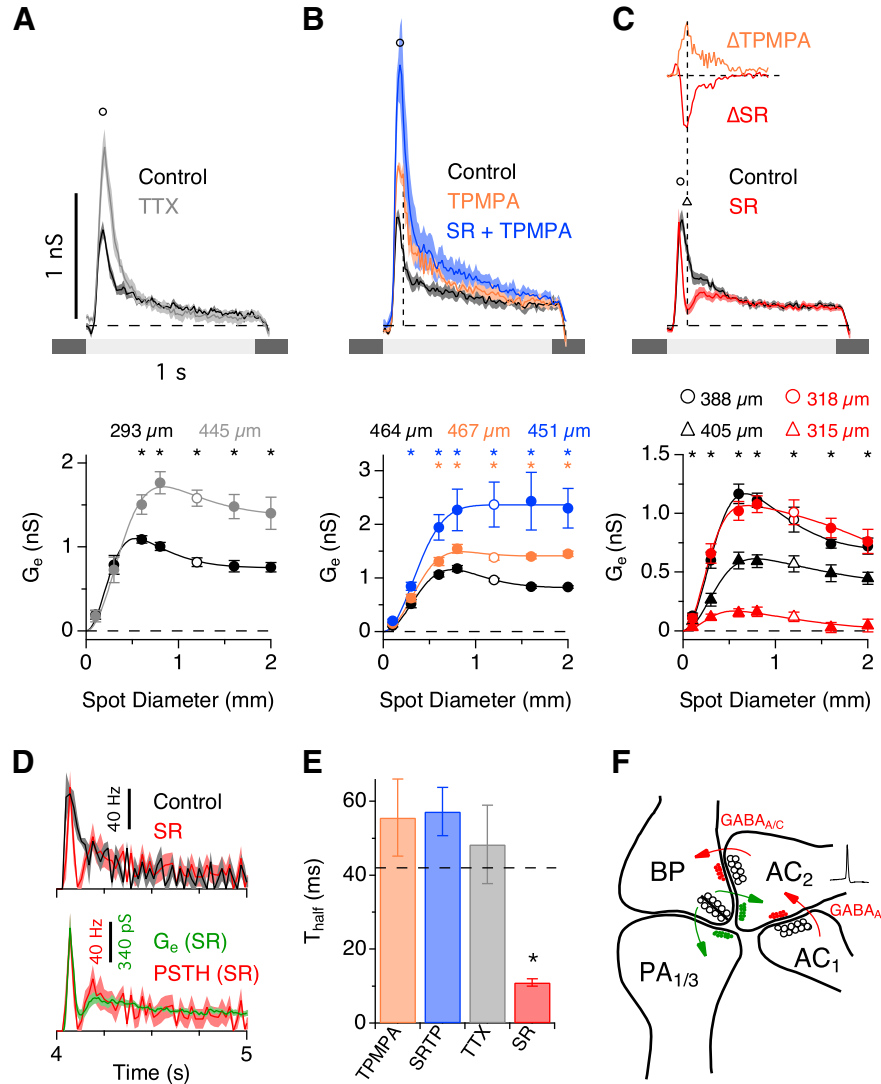 A
Control
TTX
1 nS
1 s
B
Control
TPMPA
SR + TPMPA
C
ΔTPMPA
ΔSR
Control
SR
293 µm 445 µm
* * * * *
2
1
0
Ge (nS)
0 1 2
Spot Diameter (mm)
464 µm 467 µm 451 µm
* * * * * *
* * * * *
3
2
1
0
Ge (nS)
0 1 2
Spot Diameter (mm)
388 µm 318 µm
405 µm 315 µm
* * * * * * *
1.5
1.0
0.5
0
Ge (nS)
0 1 2
Spot Diameter (mm)
D
40 Hz
Control
SR
40 Hz
340 pS
Ge (SR)
PSTH (SR)
4 5
Time (s)
E
60
40
20
0
Thalf (ms)
*
TPMPA
SRTP
TTX
SR
F
GABAA/C
BP
AC2
GABAA
PA1/3
AC1